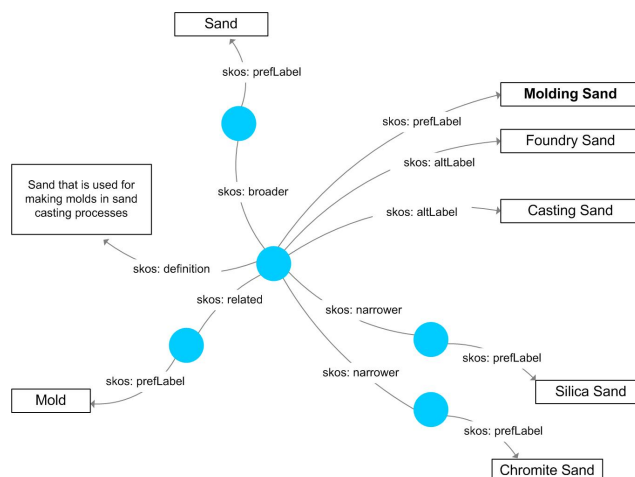 Sand
skos: prefLabel
Molding Sand
skos: prefLabel
Foundry Sand
skos: altLabel
Sand that is used for
making molds in sand
casting processes
skos: broader
Casting Sand
skos: altLabel
skos: definition
skos: related
skos: narrower
skos: prefLabel
skos: narrower
skos: prefLabel
Silica Sand
Mold
skos: prefLabel
Chromite Sand